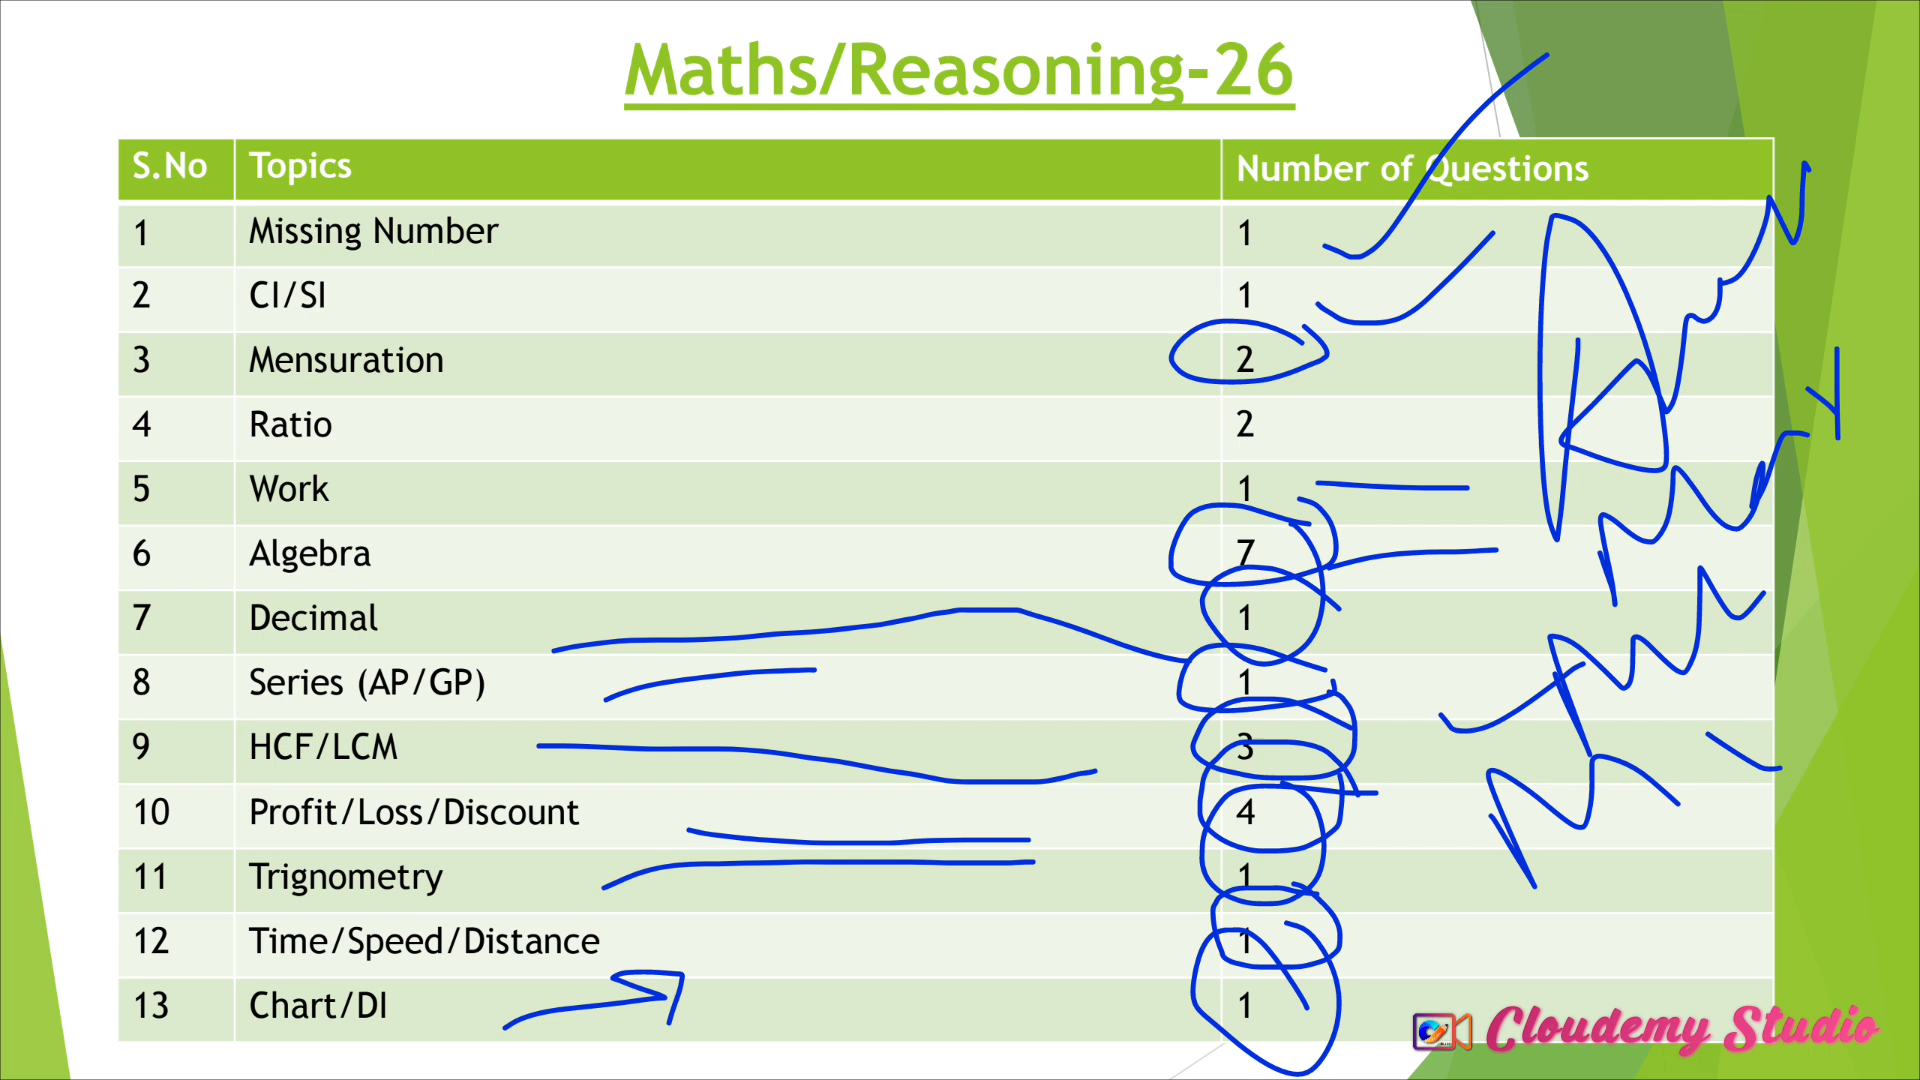 Maths/Reasoning-26
S.No Topics Number of Questions
1 Missing Number 1
2 CI/SI 1
3 Mensuration 2
4 Ratio 2
5 Work 1
6 Algebra 7
7 Decimal 1
8 Series (AP/GP) 1
9 HCF/LCM 3
10 Profit/Loss/Discount 4
11 Trignometry 1
12 Time/Speed/Distance 1
13 Chart/DI 1
Cloudemy Studio